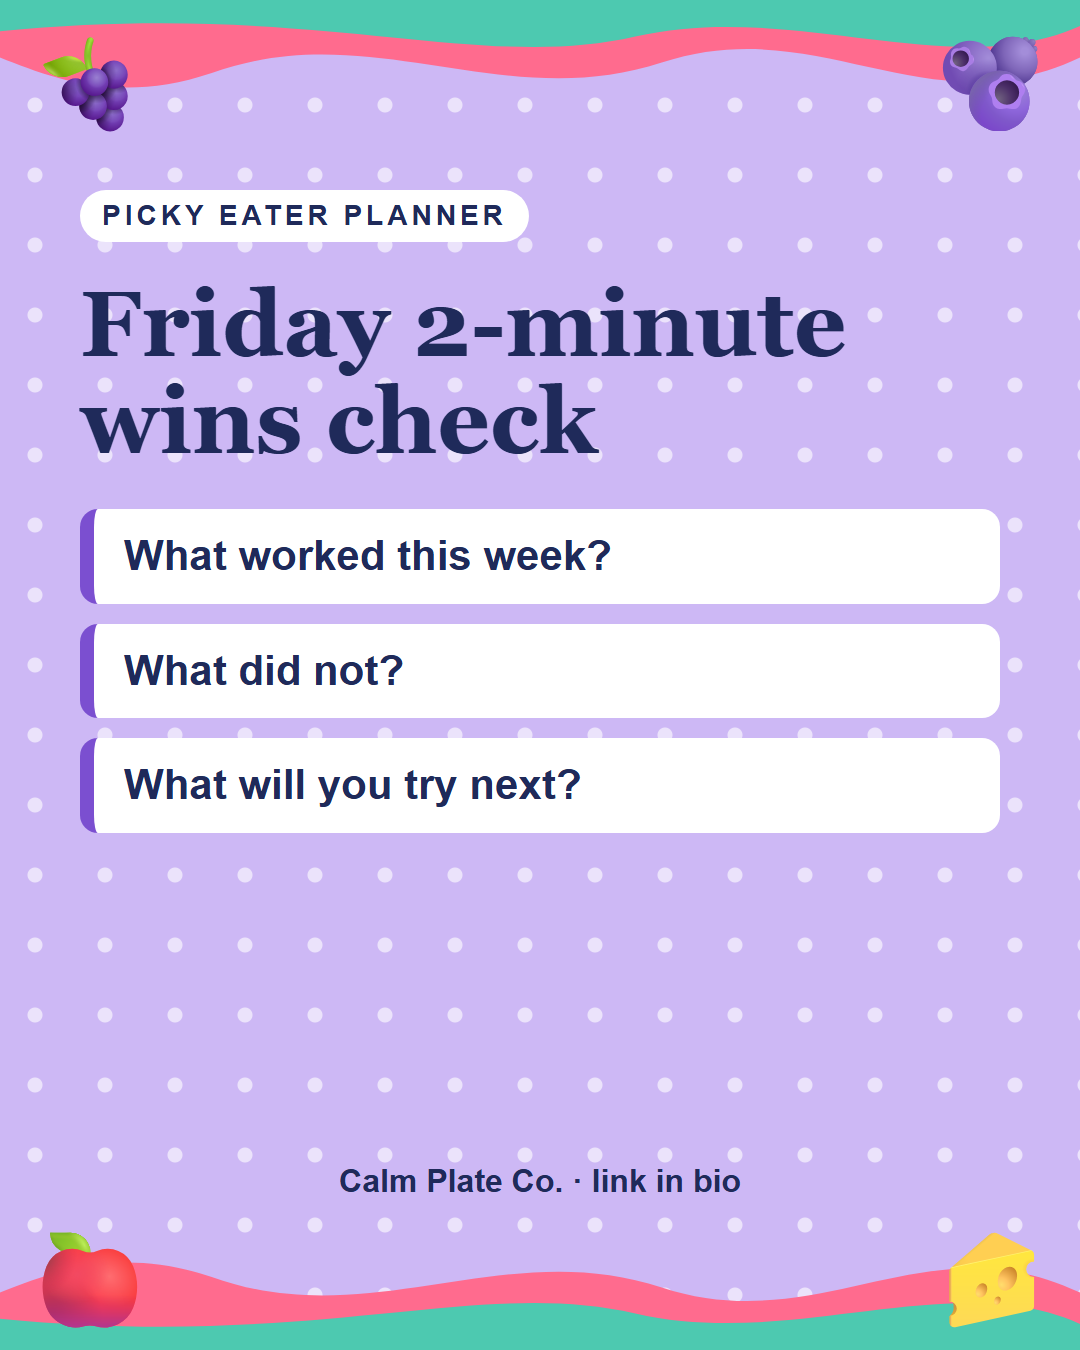 PICKY EATER PLANNER
Friday 2-minute
wins check
What worked this week?
What did not?
What will you try next?
Calm Plate Co. · link in bio